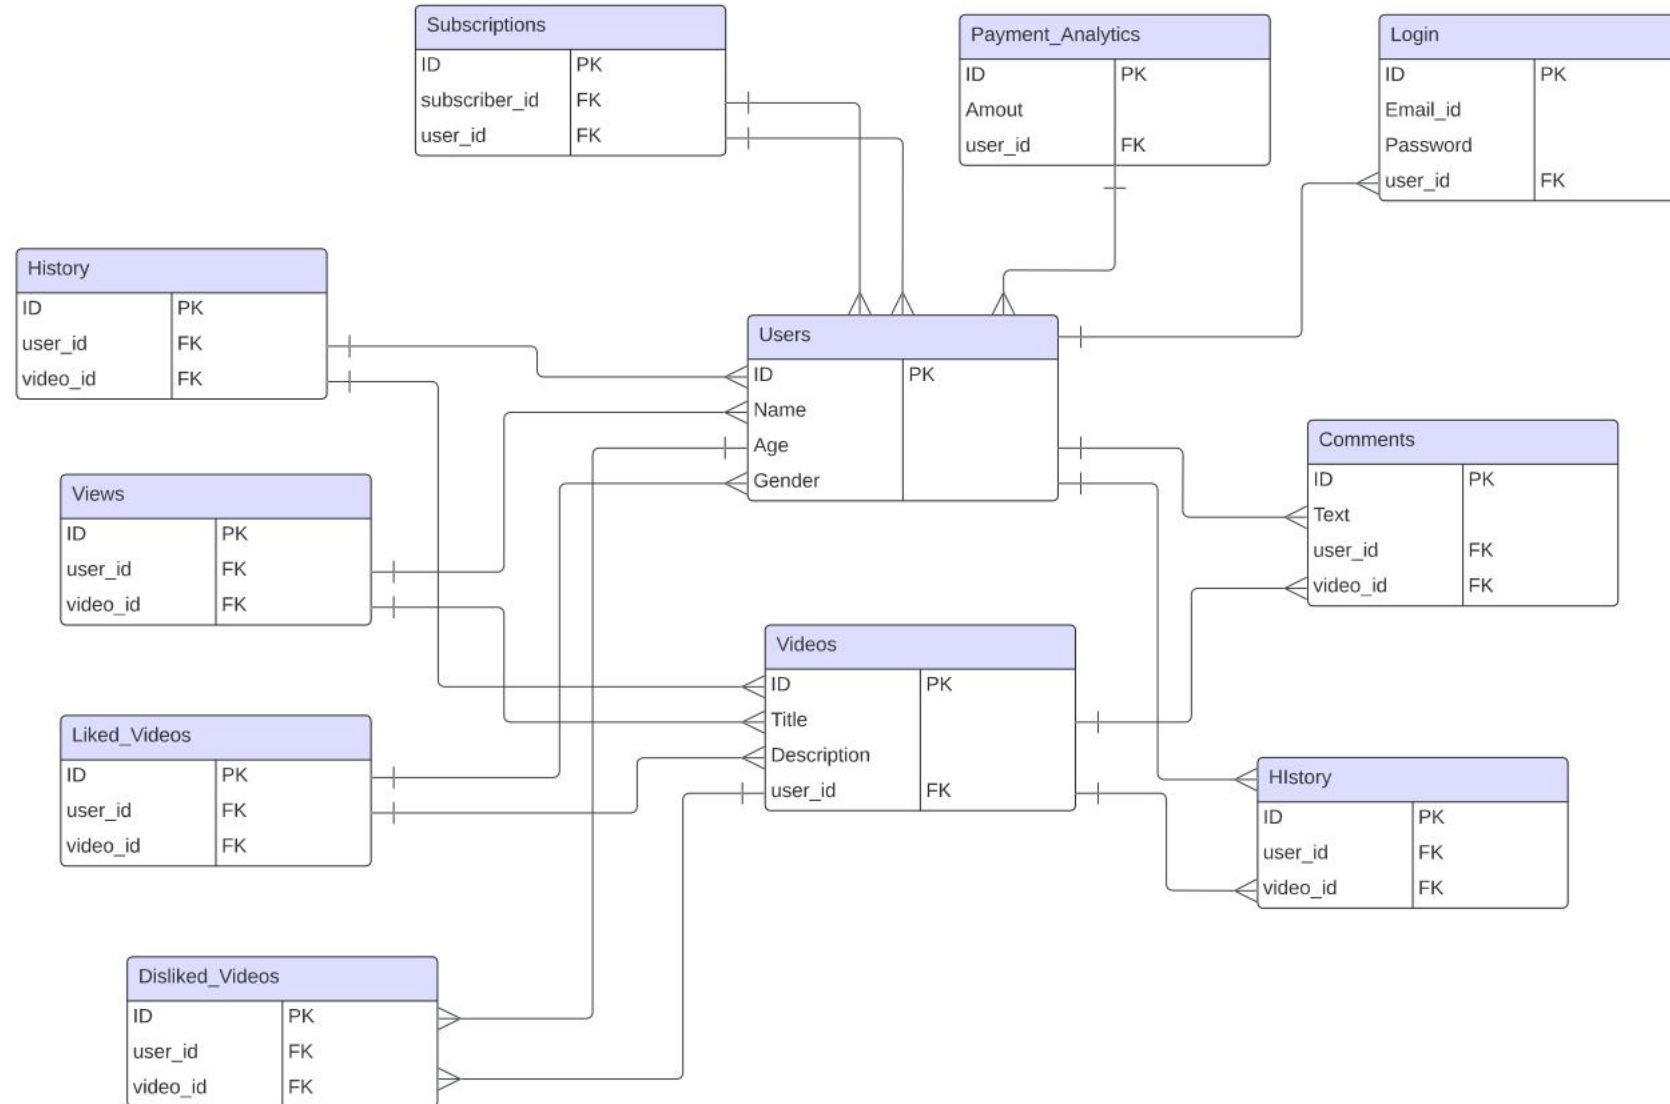 Subscriptions
ID PK
subscriber_id FK
user_id FK
Payment_Analytics
ID PK
Amout
user_id FK
Login
ID PK
Email_id
Password
user_id FK
History
ID PK
user_id FK
video_id FK
Users
ID PK
Name
Age
Gender
Comments
ID PK
Text
user_id FK
video_id FK
Views
ID PK
user_id FK
video_id FK
Videos
ID PK
Title
Description
user_id FK
Liked_Videos
ID PK
user_id FK
video_id FK
HIstory
ID PK
user_id FK
video_id FK
Disliked_Videos
ID PK
user_id FK
video_id FK